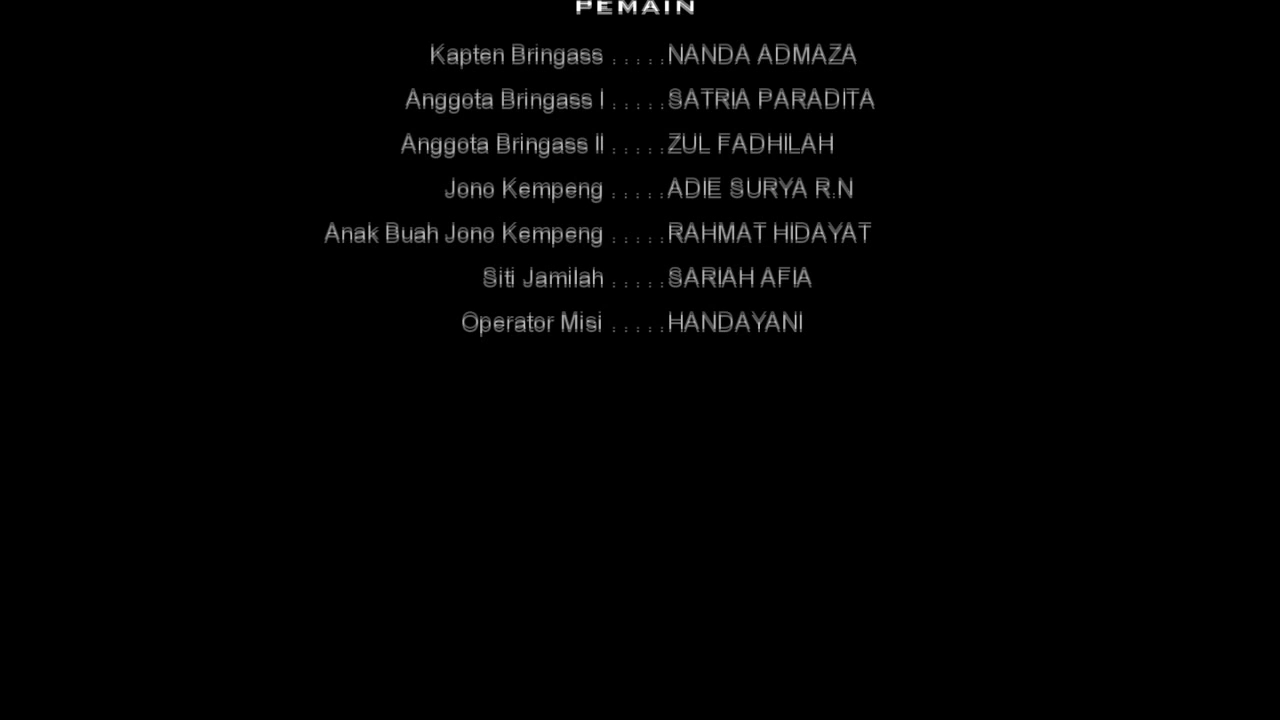 PEMAIN
Kapten Bringass . . . . . NANDA ADMAZA
Anggota Bringass I . . . . . SATRIA PARADITA
Anggota Bringass II . . . . . ZUL FADHILAH
Jono Kempeng . . . . . ADIE SURYA R.N
Anak Buah Jono Kempeng . . . . . RAHMAT HIDAYAT
Siti Jamilah . . . . . SARIAH AFIA
Operator Misi . . . . . HANDAYANI